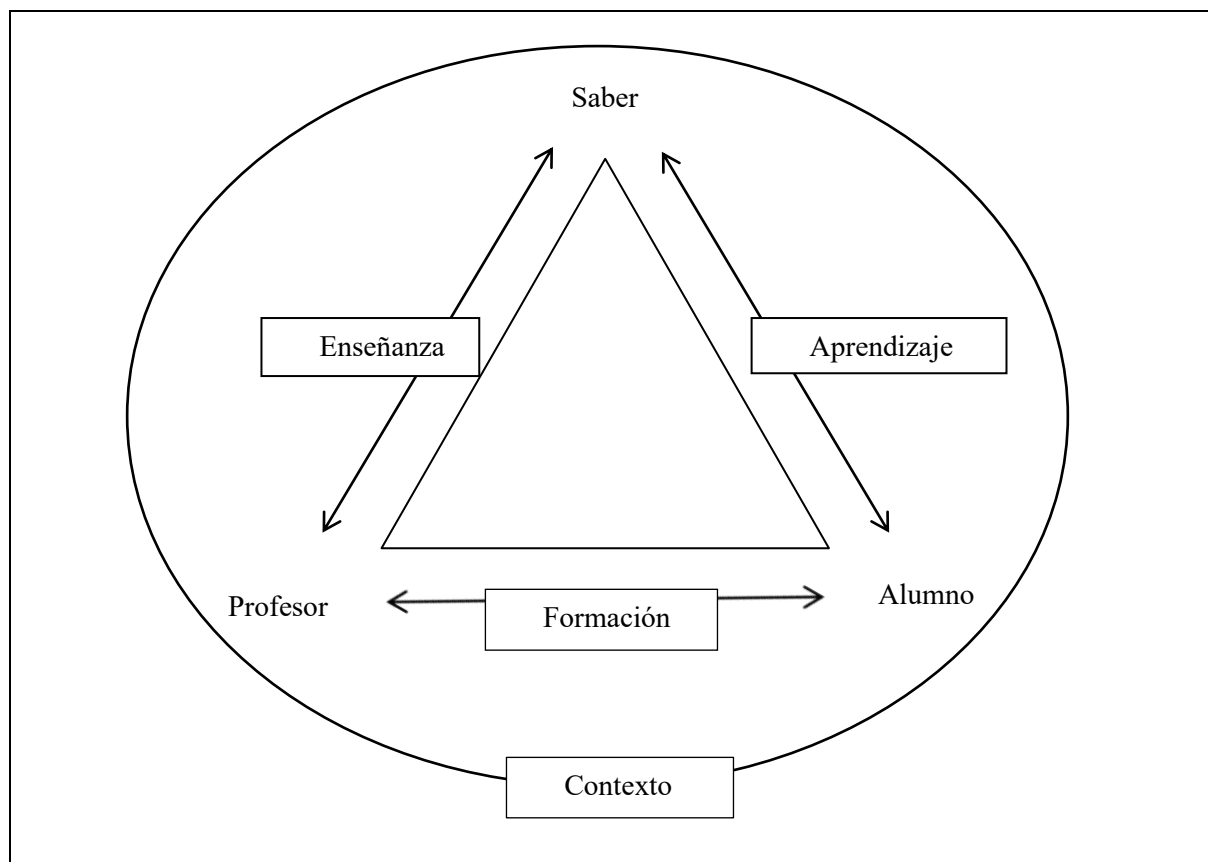 Saber
Enseñanza
Aprendizaje
Profesor
Formación
Alumno
Contexto